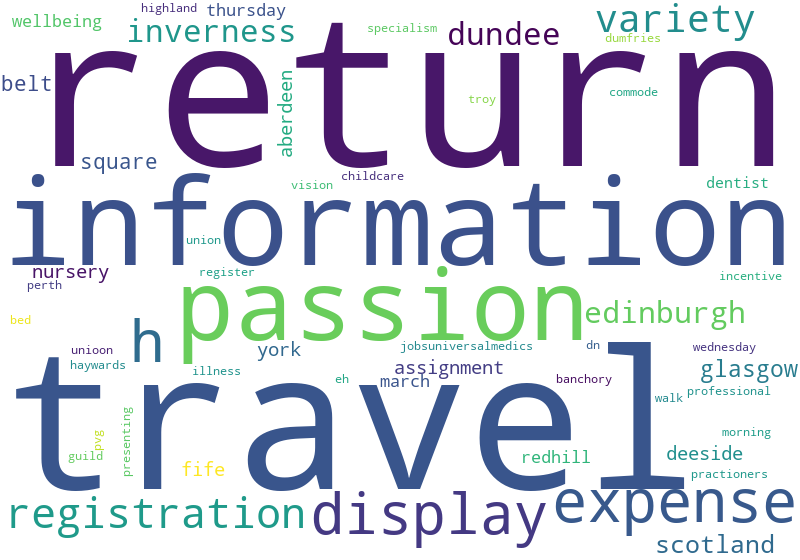 highland
wellbeing
thursday
specialism
variety
inverness
dundee
dumfries
return
belt
aberdeen
troy
commode
square
childcare
vision
dentist
information
union
nursery
register
incentive
perth
passion
edinburgh
bed
h
unioon
york
jobsuniversalmedics
dn
wednesday
haywards
illness
eh
march
assignment
banchory
glasgow
travel
walk
professional
pvg
presenting
morning
guild
fife
redhill
deeside
practioners
registration
display
expense
scotland